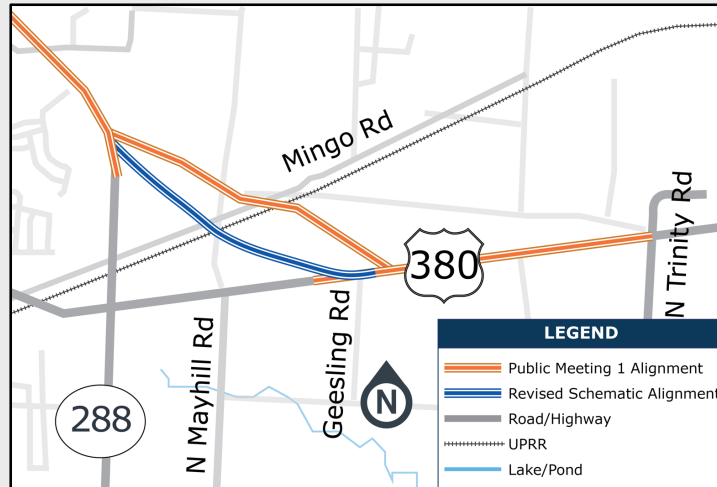 Mingo Rd
380
N Trinity Rd
288
N Mayhill Rd
Geesling Rd
N
LEGEND
Public Meeting 1 Alignment
Revised Schematic Alignment
Road/Highway
UPRR
Lake/Pond